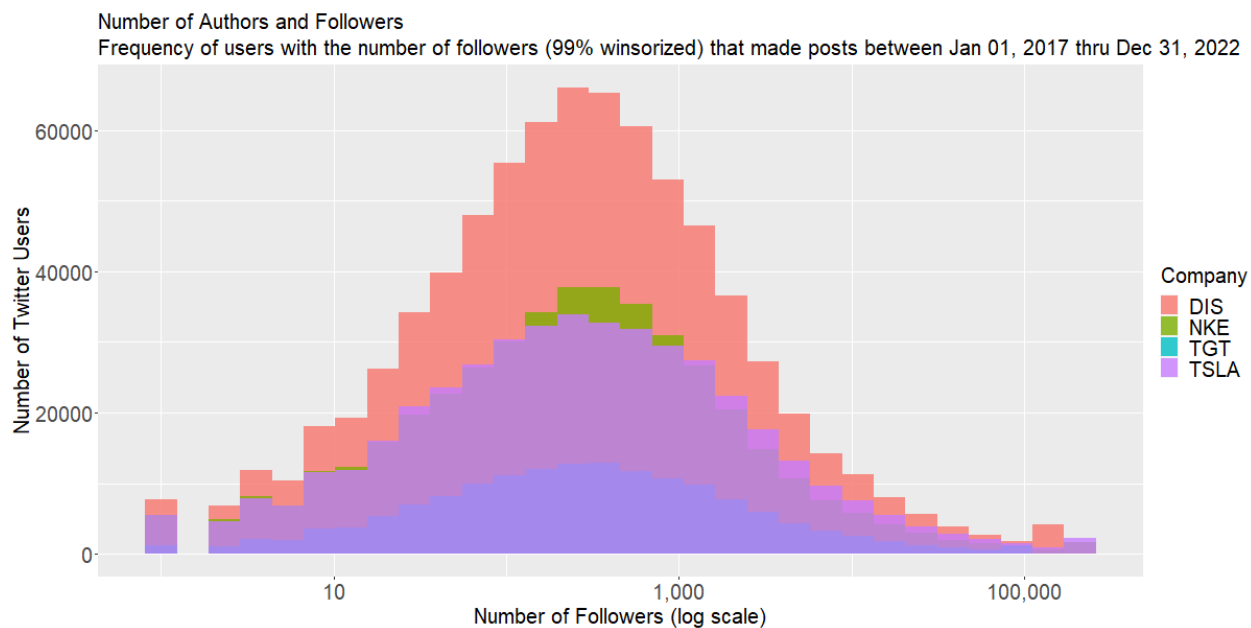 Number of Authors and Followers
Frequency of users with the number of followers (99% winsorized) that made posts between Jan 01, 2017 thru Dec 31, 2022
Number of Twitter Users
60000
40000
20000
0
10
1,000
100,000
Number of Followers (log scale)
Company
DIS
NKE
TGT
TSLA